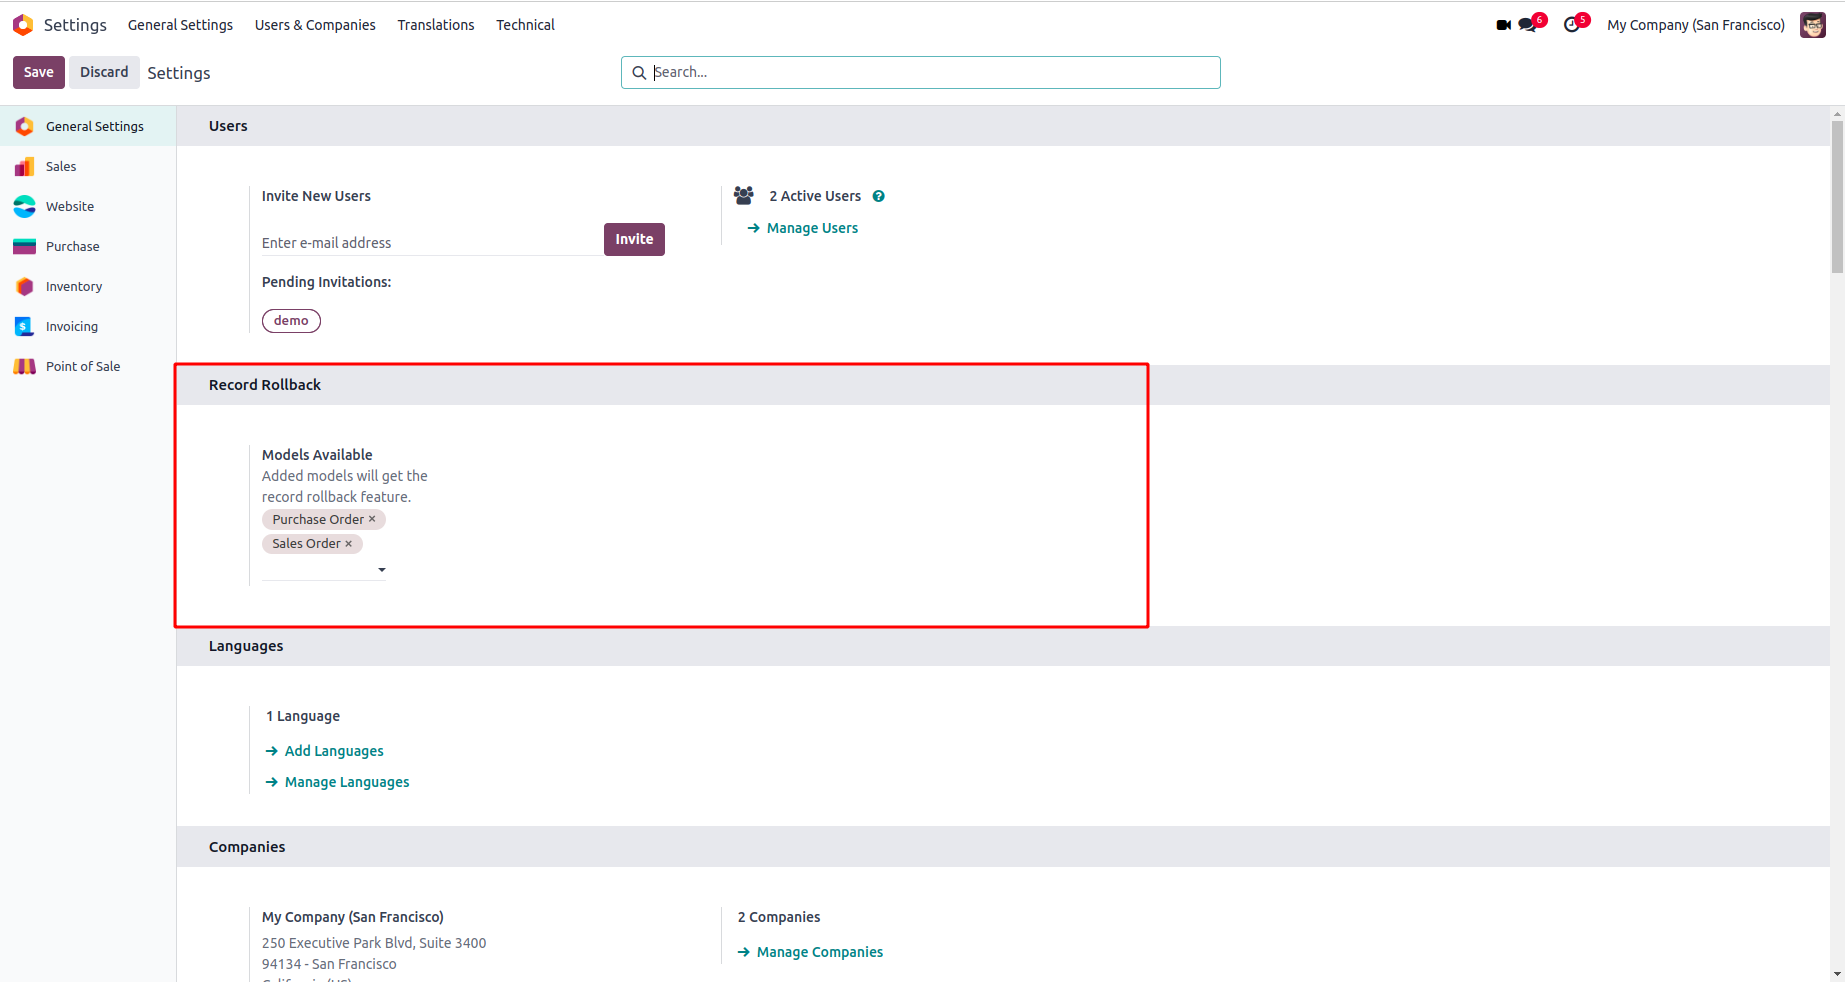 Settings General Settings Users & Companies Translations Technical 6 5 My Company (San Francisco)
Save Discard Settings Search...
General Settings
Sales
Website
Purchase
Inventory
Invoicing
Point of Sale
Users
Invite New Users
Enter e-mail address Invite
Pending Invitations:
demo
2 Active Users ?
→ Manage Users
Record Rollback
Models Available
Added models will get the
record rollback feature.
Purchase Order ×
Sales Order ×
Languages
1 Language
→ Add Languages
→ Manage Languages
Companies
My Company (San Francisco)
250 Executive Park Blvd, Suite 3400
94134 - San Francisco
California (US)
2 Companies
→ Manage Companies